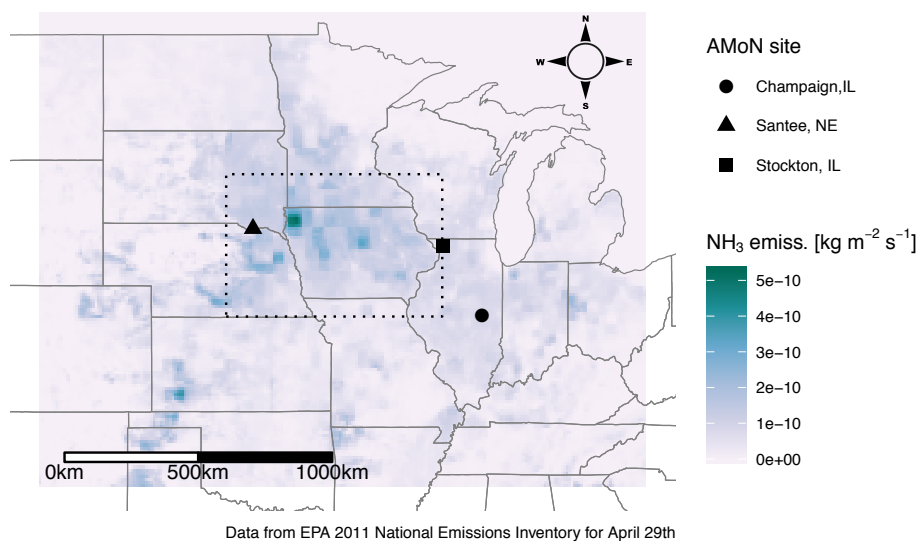 N
W E
S
0km 500km 1000km
AMoN site
Champaign,IL
Santee, NE
Stockton, IL
NH₃ emiss. [kg m⁻² s⁻¹]
5e−10
4e−10
3e−10
2e−10
1e−10
0e+00
Data from EPA 2011 National Emissions Inventory for April 29th